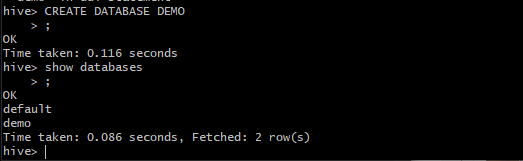 hive> CREATE DATABASE DEMO
    > ;
OK
Time taken: 0.116 seconds
hive> show databases
    > ;
OK
default
demo
Time taken: 0.086 seconds, Fetched: 2 row(s)
hive>